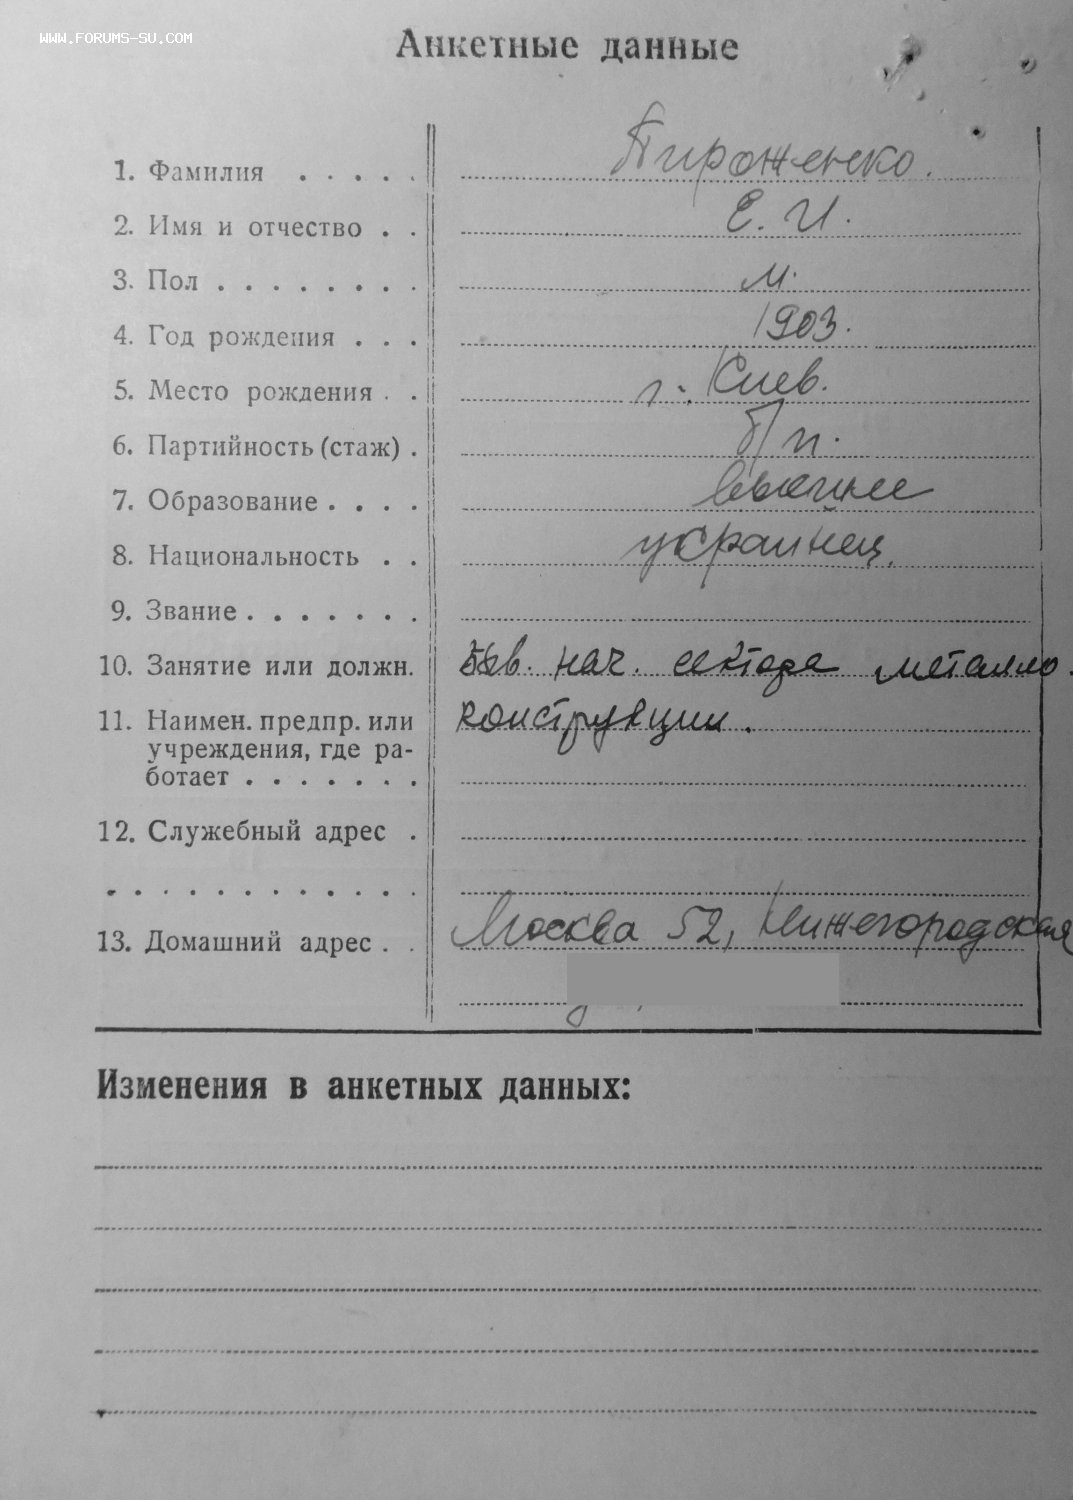 WWW.FORUMS-SU.COM
Анкетные данные
1. Фамилия . . . . . Пироженко.
2. Имя и отчество . . Е. И.
3. Пол . . . . . . . . м.
4. Год рождения . . . 1903.
5. Место рождения . . г. Киев.
6. Партийность (стаж) . б/п.
7. Образование . . . . высшее
8. Национальность . . украинец.
9. Звание . . . . . . .
10. Занятие или должн. Быв. нач. сектора металло-
11. Наимен. предпр. или конструкции.
учреждения, где ра-
ботает . . . . . . .
12. Служебный адрес .
. . . . . . . . . . . .
13. Домашний адрес . . Москва 52, Нижегородская
Изменения в анкетных данных: